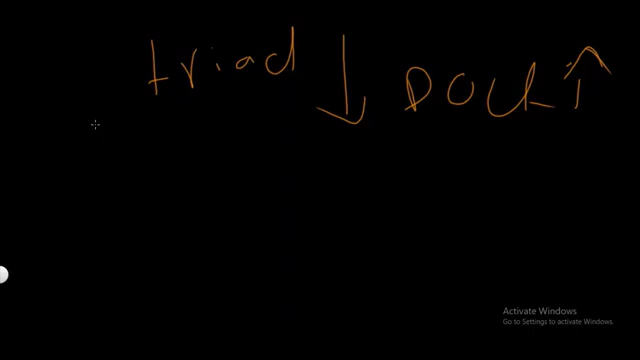 triad ↓ DOCK ↑
Activate Windows
Go to Settings to activate Windows.